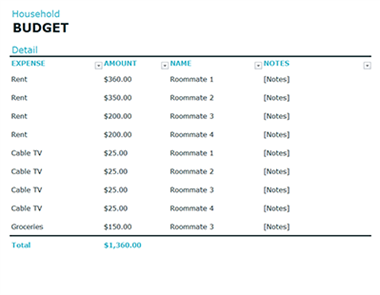 Household
BUDGET
Detail
EXPENSE AMOUNT NAME NOTES
Rent $360.00 Roommate 1 [Notes]
Rent $350.00 Roommate 2 [Notes]
Rent $200.00 Roommate 3 [Notes]
Rent $200.00 Roommate 4 [Notes]
Cable TV $25.00 Roommate 1 [Notes]
Cable TV $25.00 Roommate 2 [Notes]
Cable TV $25.00 Roommate 3 [Notes]
Cable TV $25.00 Roommate 4 [Notes]
Groceries $150.00 Roommate 3 [Notes]
Total $1,360.00